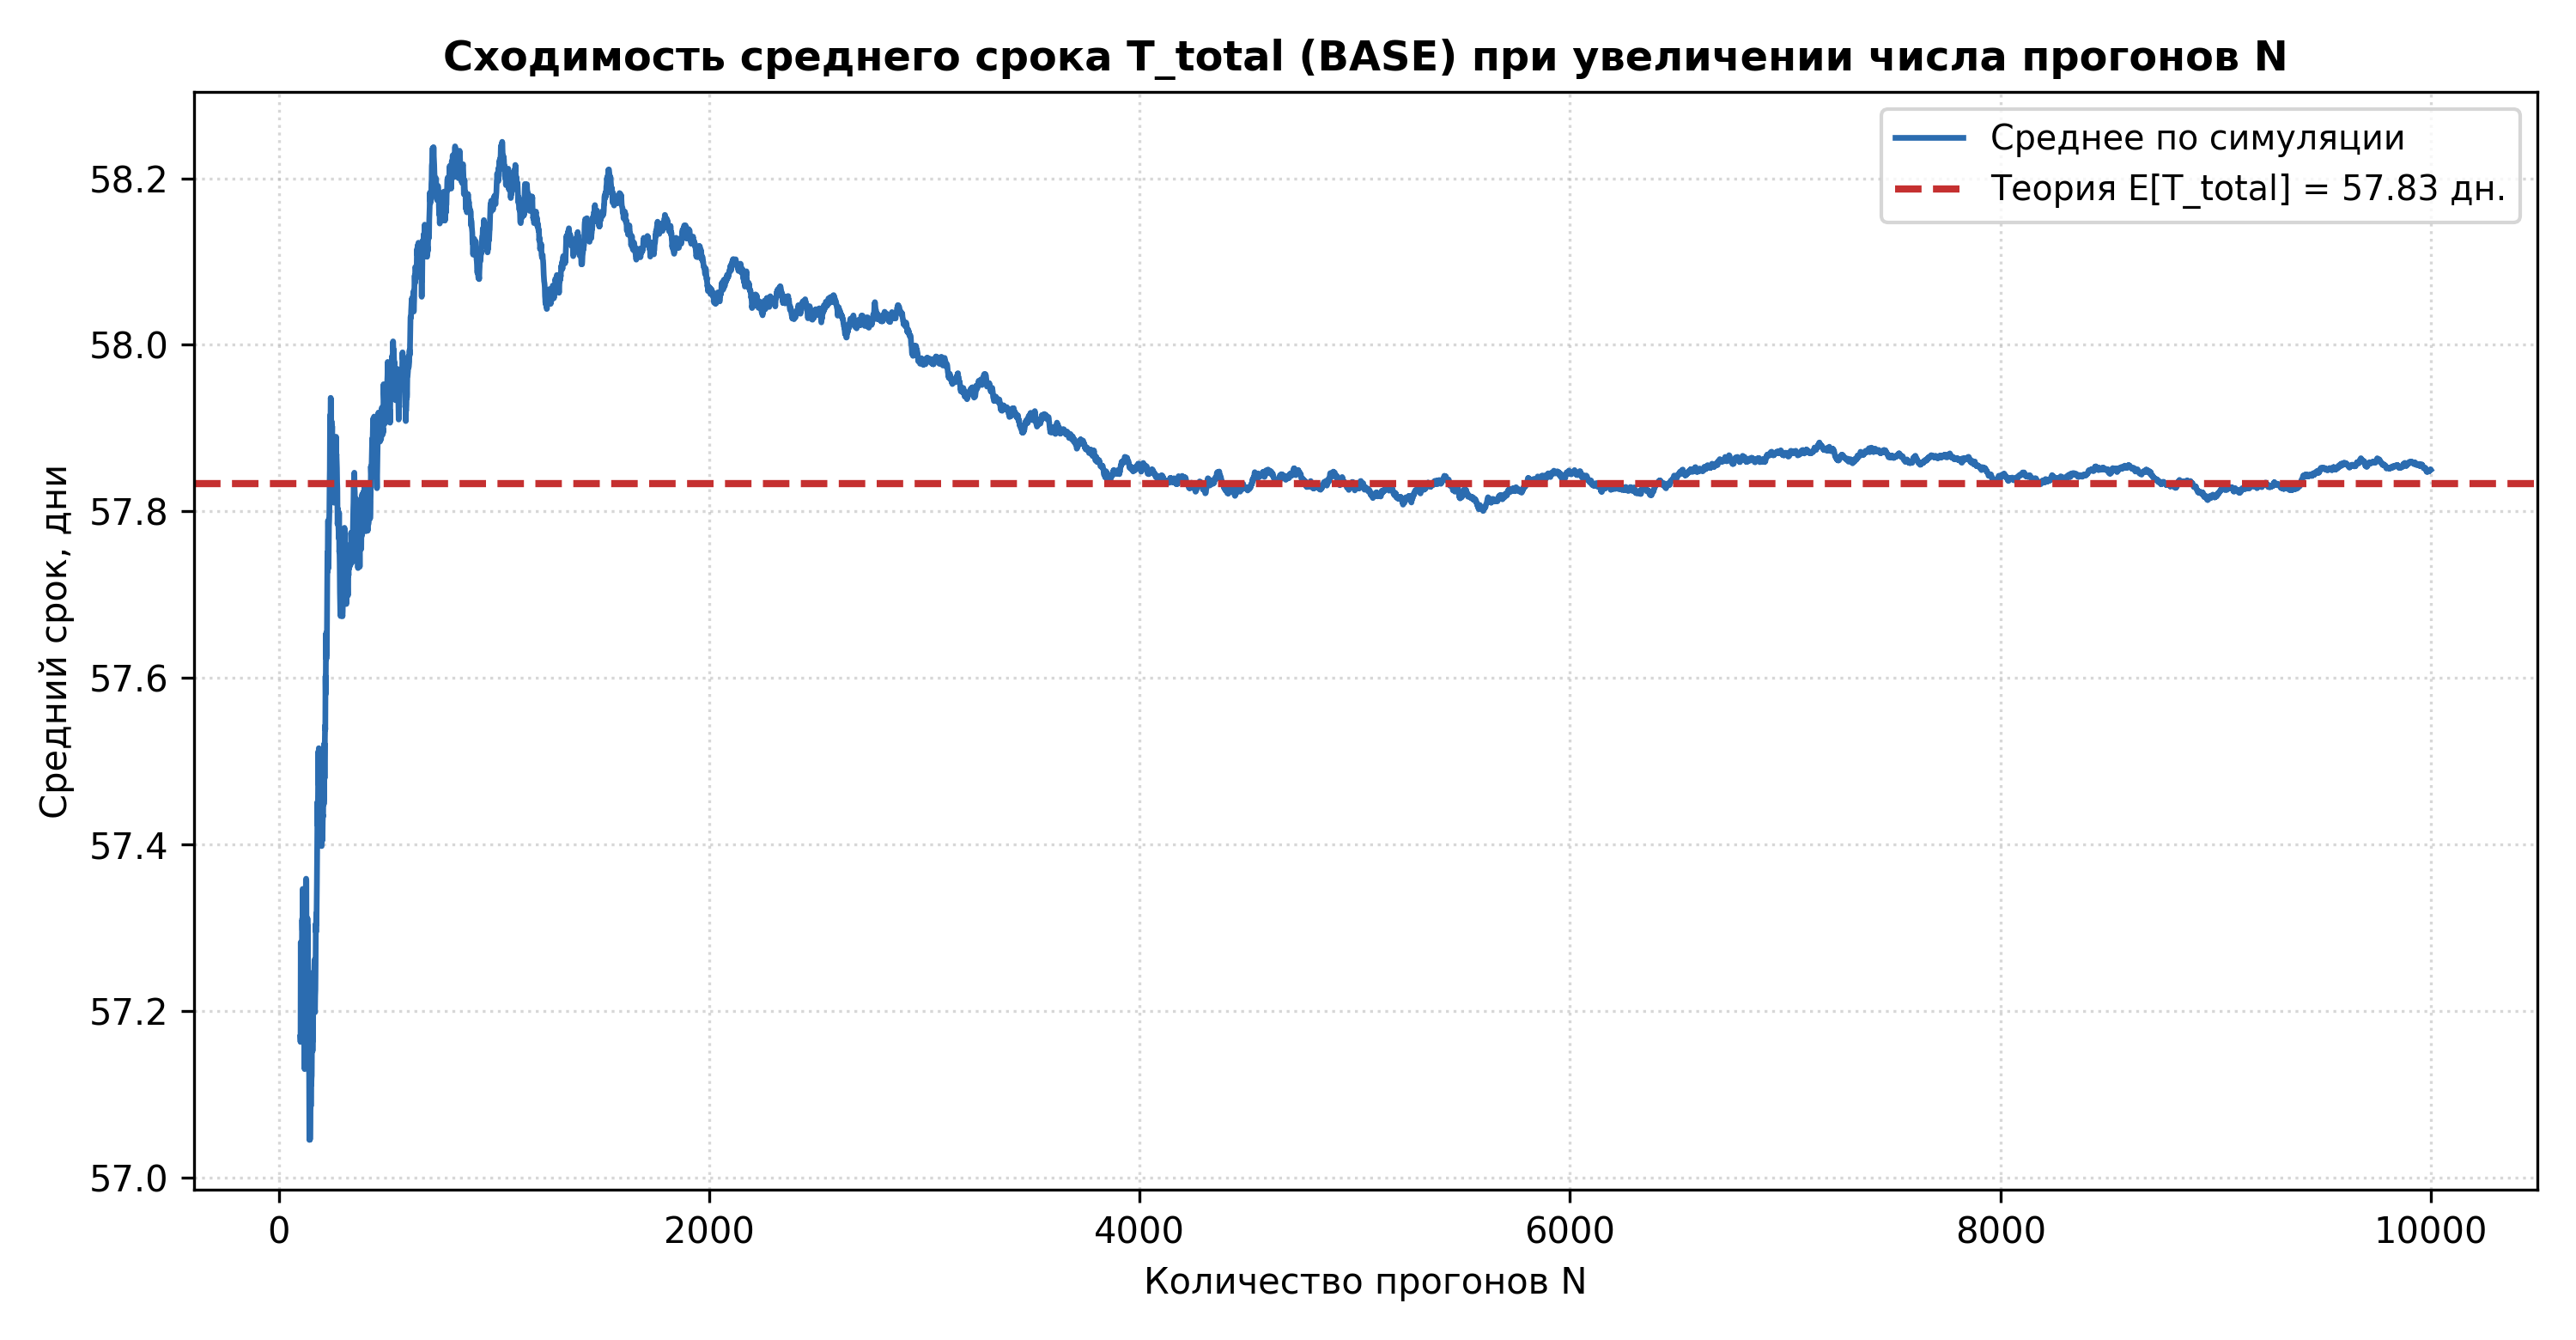 Сходимость среднего срока T_total (BASE) при увеличении числа прогонов N
Среднее по симуляции
Теория E[T_total] = 57.83 дн.
58.2
58.0
57.8
57.6
57.4
57.2
57.0
Средний срок, дни
0 2000 4000 6000 8000 10000
Количество прогонов N